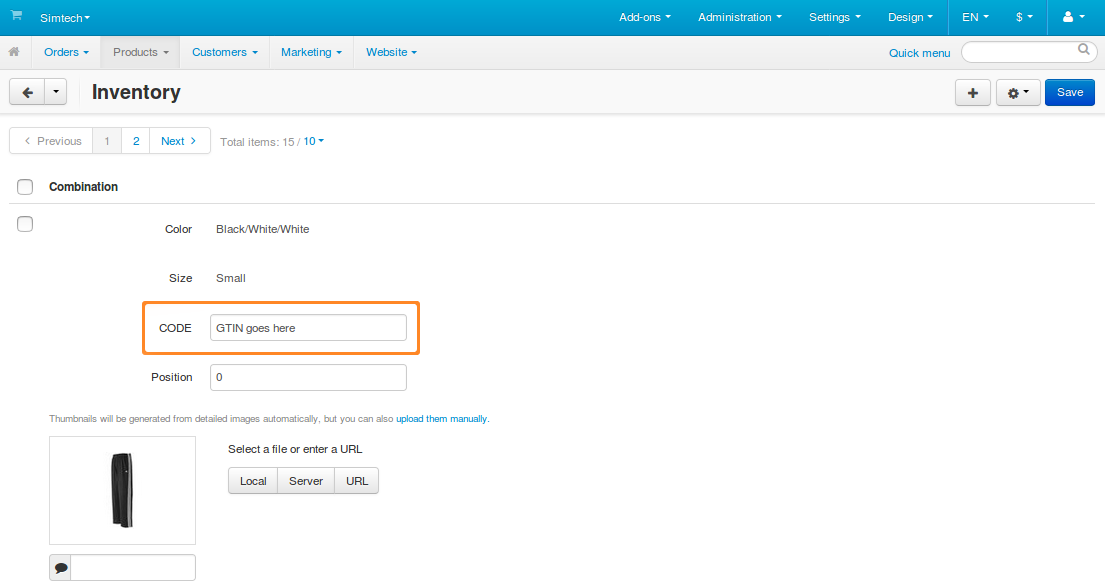 Simtech Add-ons Administration Settings Design EN $
Orders Products Customers Marketing Website Quick menu
Inventory Save
Previous 1 2 Next Total items: 15 / 10
Combination
Color Black/White/White
Size Small
CODE GTIN goes here
Position 0
Thumbnails will be generated from detailed images automatically, but you can also upload them manually.
Select a file or enter a URL
Local Server URL